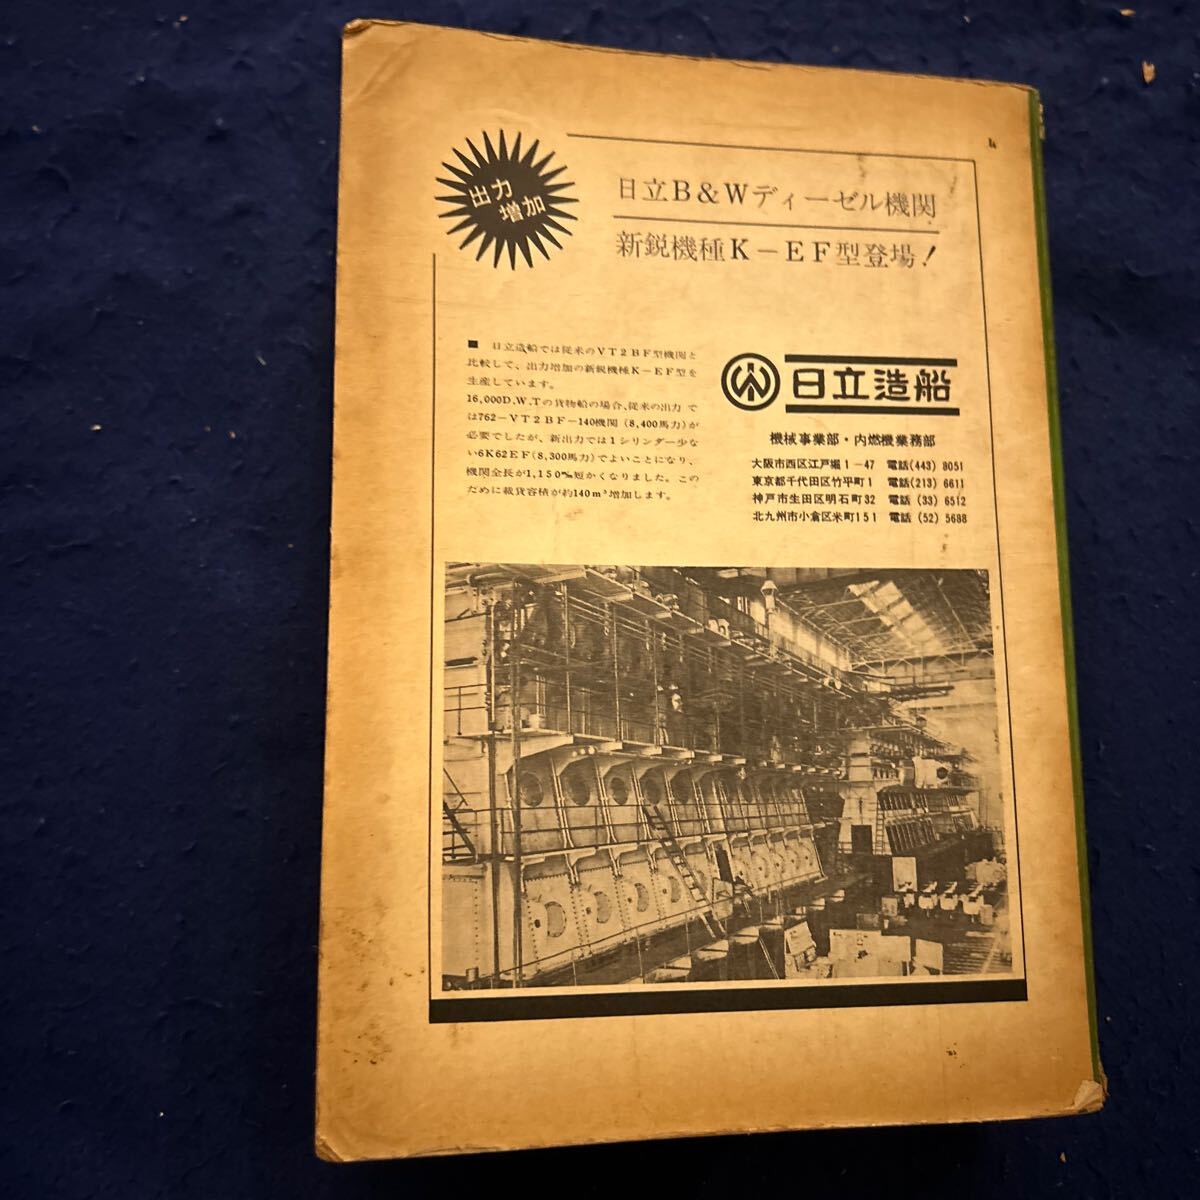 出力
増加
日立B&Wディーゼル機関
新鋭機種K－EF型登場！
■ 日立造船では従来のVT2BF型機関と
比較して、出力増加の新鋭機種K－EF型を
生産しています。
16,000D.W.Tの貨物船の場合、従来の出力で
は762－VT2BF－140機関（8,400馬力）が
必要でしたが、新出力では1シリンダー少な
い6K62EF（8,300馬力）でよいことになり、
機関全長が1,150㎜短かくなりました。この
ために載貨容積が約140m³増加します。
日立造船
機械事業部・内燃機業務部
大阪市西区江戸堀1－47 電話(443) 8051
東京都千代田区竹平町1 電話(213) 6611
神戸市生田区明石町32 電話 (33) 6512
北九州市小倉区米町151 電話 (52) 5688